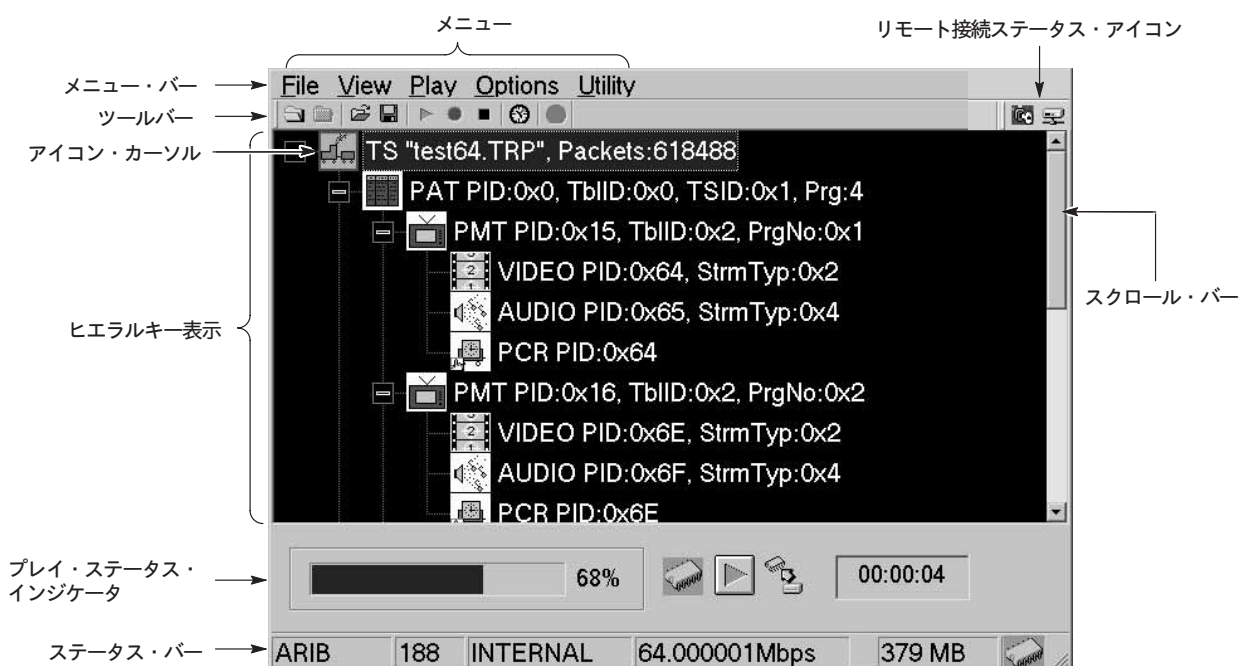 メニュー
リモート接続ステータス・アイコン
メニュー・バー
File View Play Options Utility
ツールバー
アイコン・カーソル
TS "test64.TRP", Packets:618488
PAT PID:0x0, TblID:0x0, TSID:0x1, Prg:4
PMT PID:0x15, TblID:0x2, PrgNo:0x1
VIDEO PID:0x64, StrmTyp:0x2
AUDIO PID:0x65, StrmTyp:0x4
スクロール・バー
ヒエラルキー表示
PCR PID:0x64
PMT PID:0x16, TblID:0x2, PrgNo:0x2
VIDEO PID:0x6E, StrmTyp:0x2
AUDIO PID:0x6F, StrmTyp:0x4
PCR PID:0x6E
プレイ・ステータス・
インジケータ
68%
00:00:04
ステータス・バー
ARIB 188 INTERNAL 64.000001Mbps 379 MB